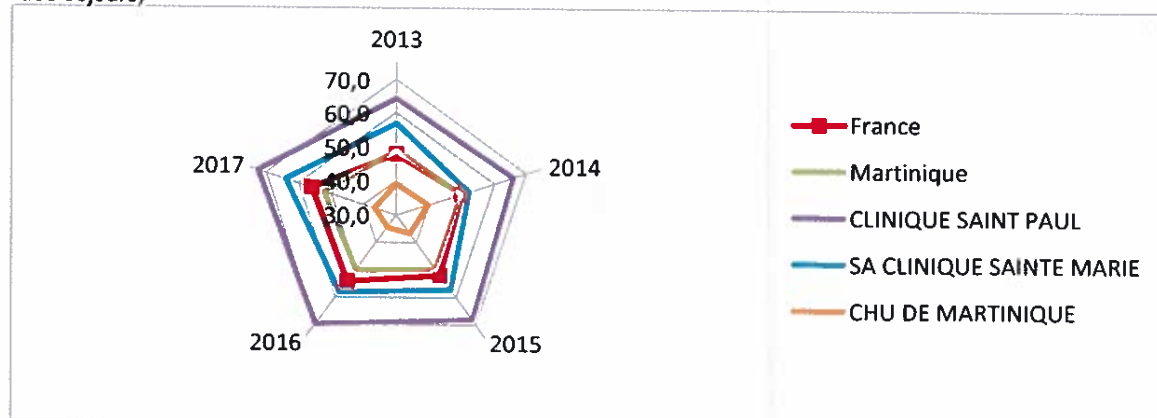 2013
70,0
60,0
50,0
40,0
30,0
2014
2015
2016
2017
France
Martinique
CLINIQUE SAINT PAUL
SA CLINIQUE SAINTE MARIE
CHU DE MARTINIQUE